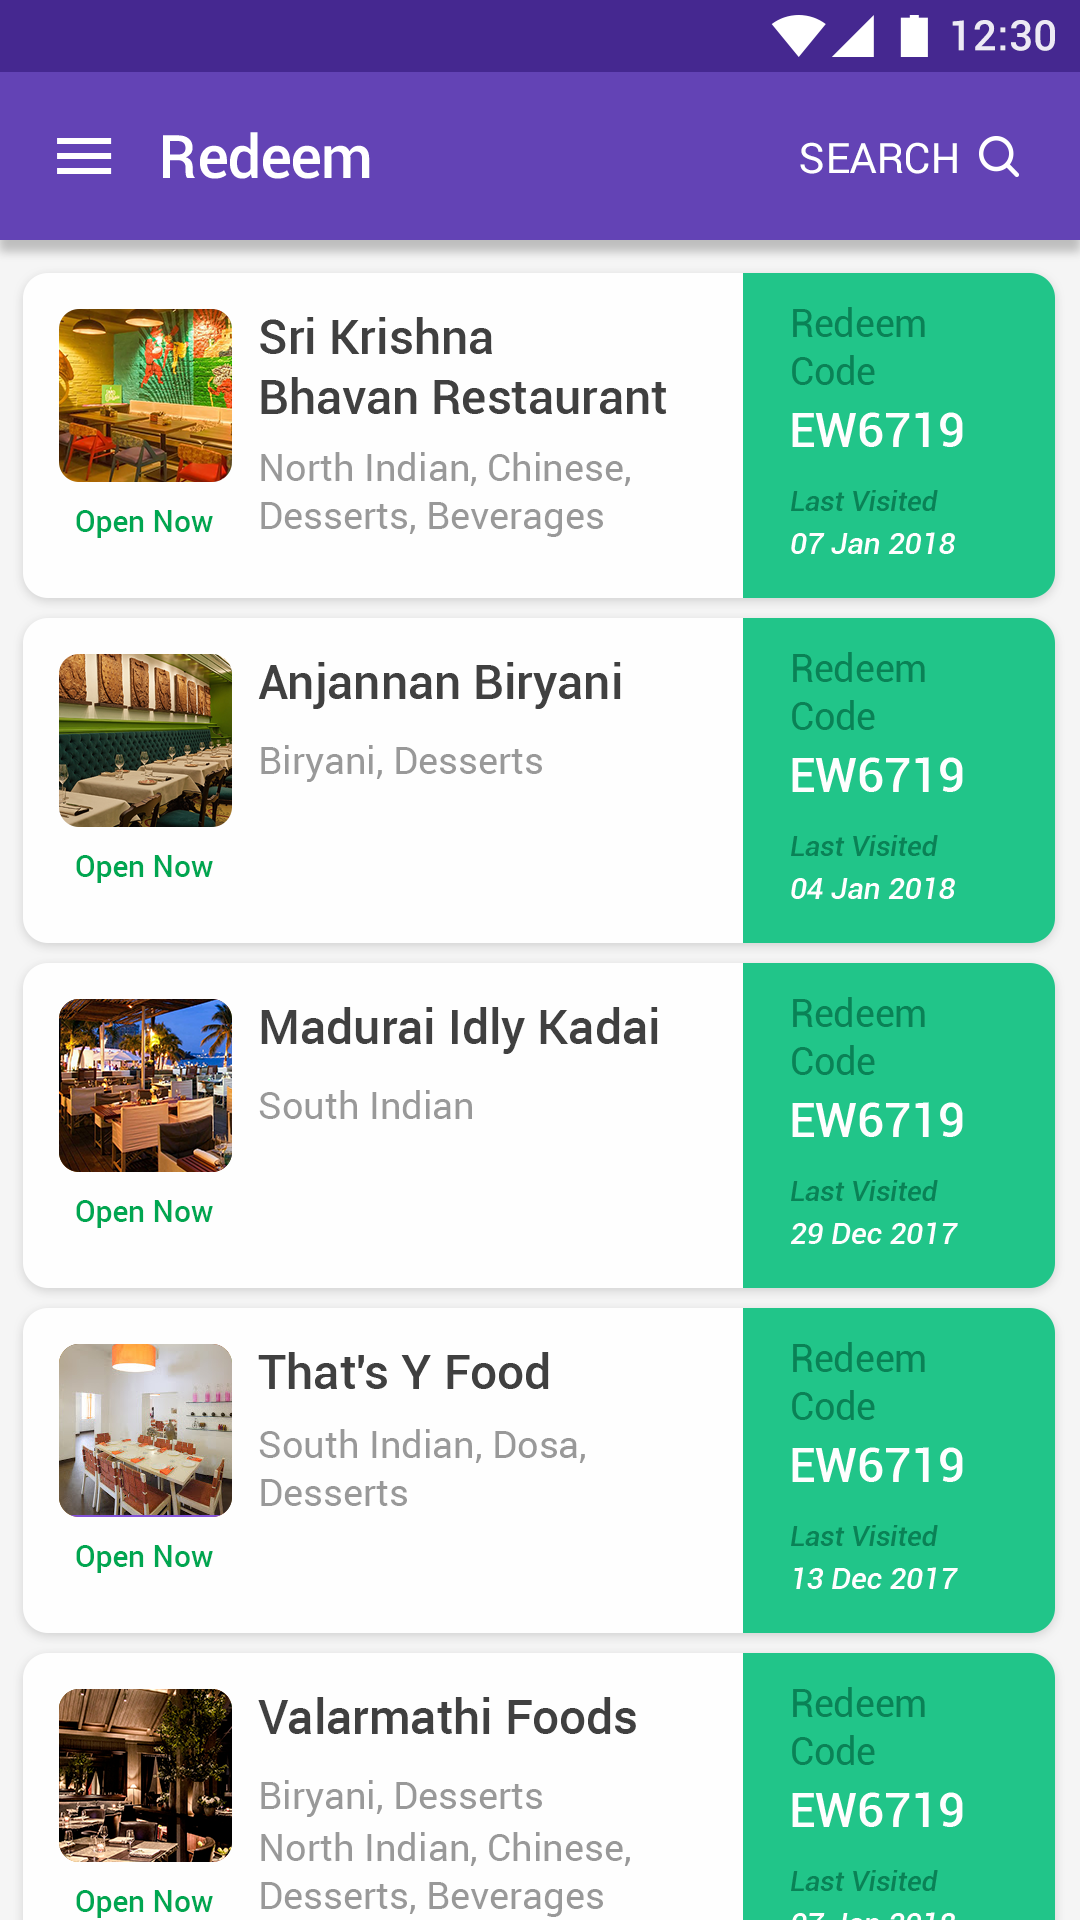 12:30
Redeem
SEARCH
Sri Krishna
Bhavan Restaurant
North Indian, Chinese,
Desserts, Beverages
Open Now
Redeem
Code
EW6719
Last Visited
07 Jan 2018
Anjannan Biryani
Biryani, Desserts
Open Now
Redeem
Code
EW6719
Last Visited
04 Jan 2018
Madurai Idly Kadai
South Indian
Open Now
Redeem
Code
EW6719
Last Visited
29 Dec 2017
That's Y Food
South Indian, Dosa,
Desserts
Open Now
Redeem
Code
EW6719
Last Visited
13 Dec 2017
Valarmathi Foods
Biryani, Desserts
North Indian, Chinese,
Desserts, Beverages
Open Now
Redeem
Code
EW6719
Last Visited